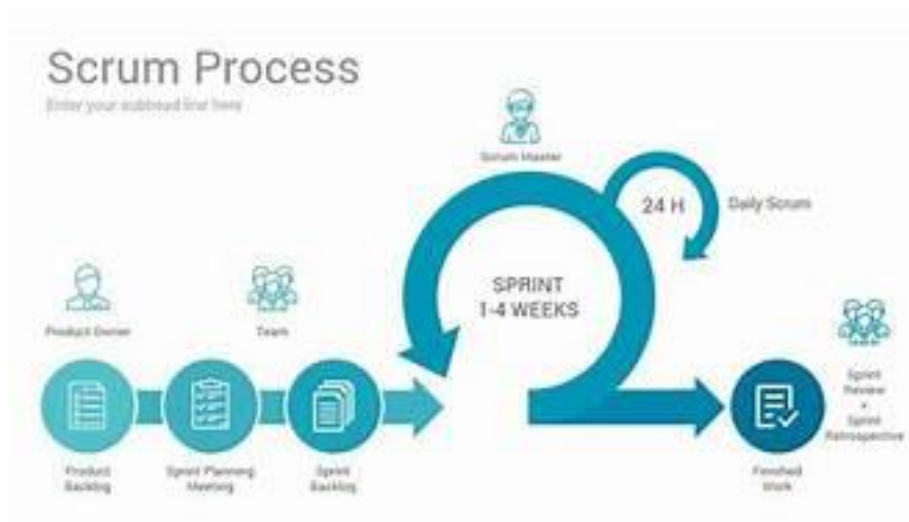 Scrum Process
Enter your subhead line here
Scrum Master
24 H
Daily Scrum
SPRINT
1-4 WEEKS
Product Owner
Team
Sprint
Review
+
Sprint
Retrospective
Product
Backlog
Sprint Planning
Meeting
Sprint
Backlog
Finished
Work